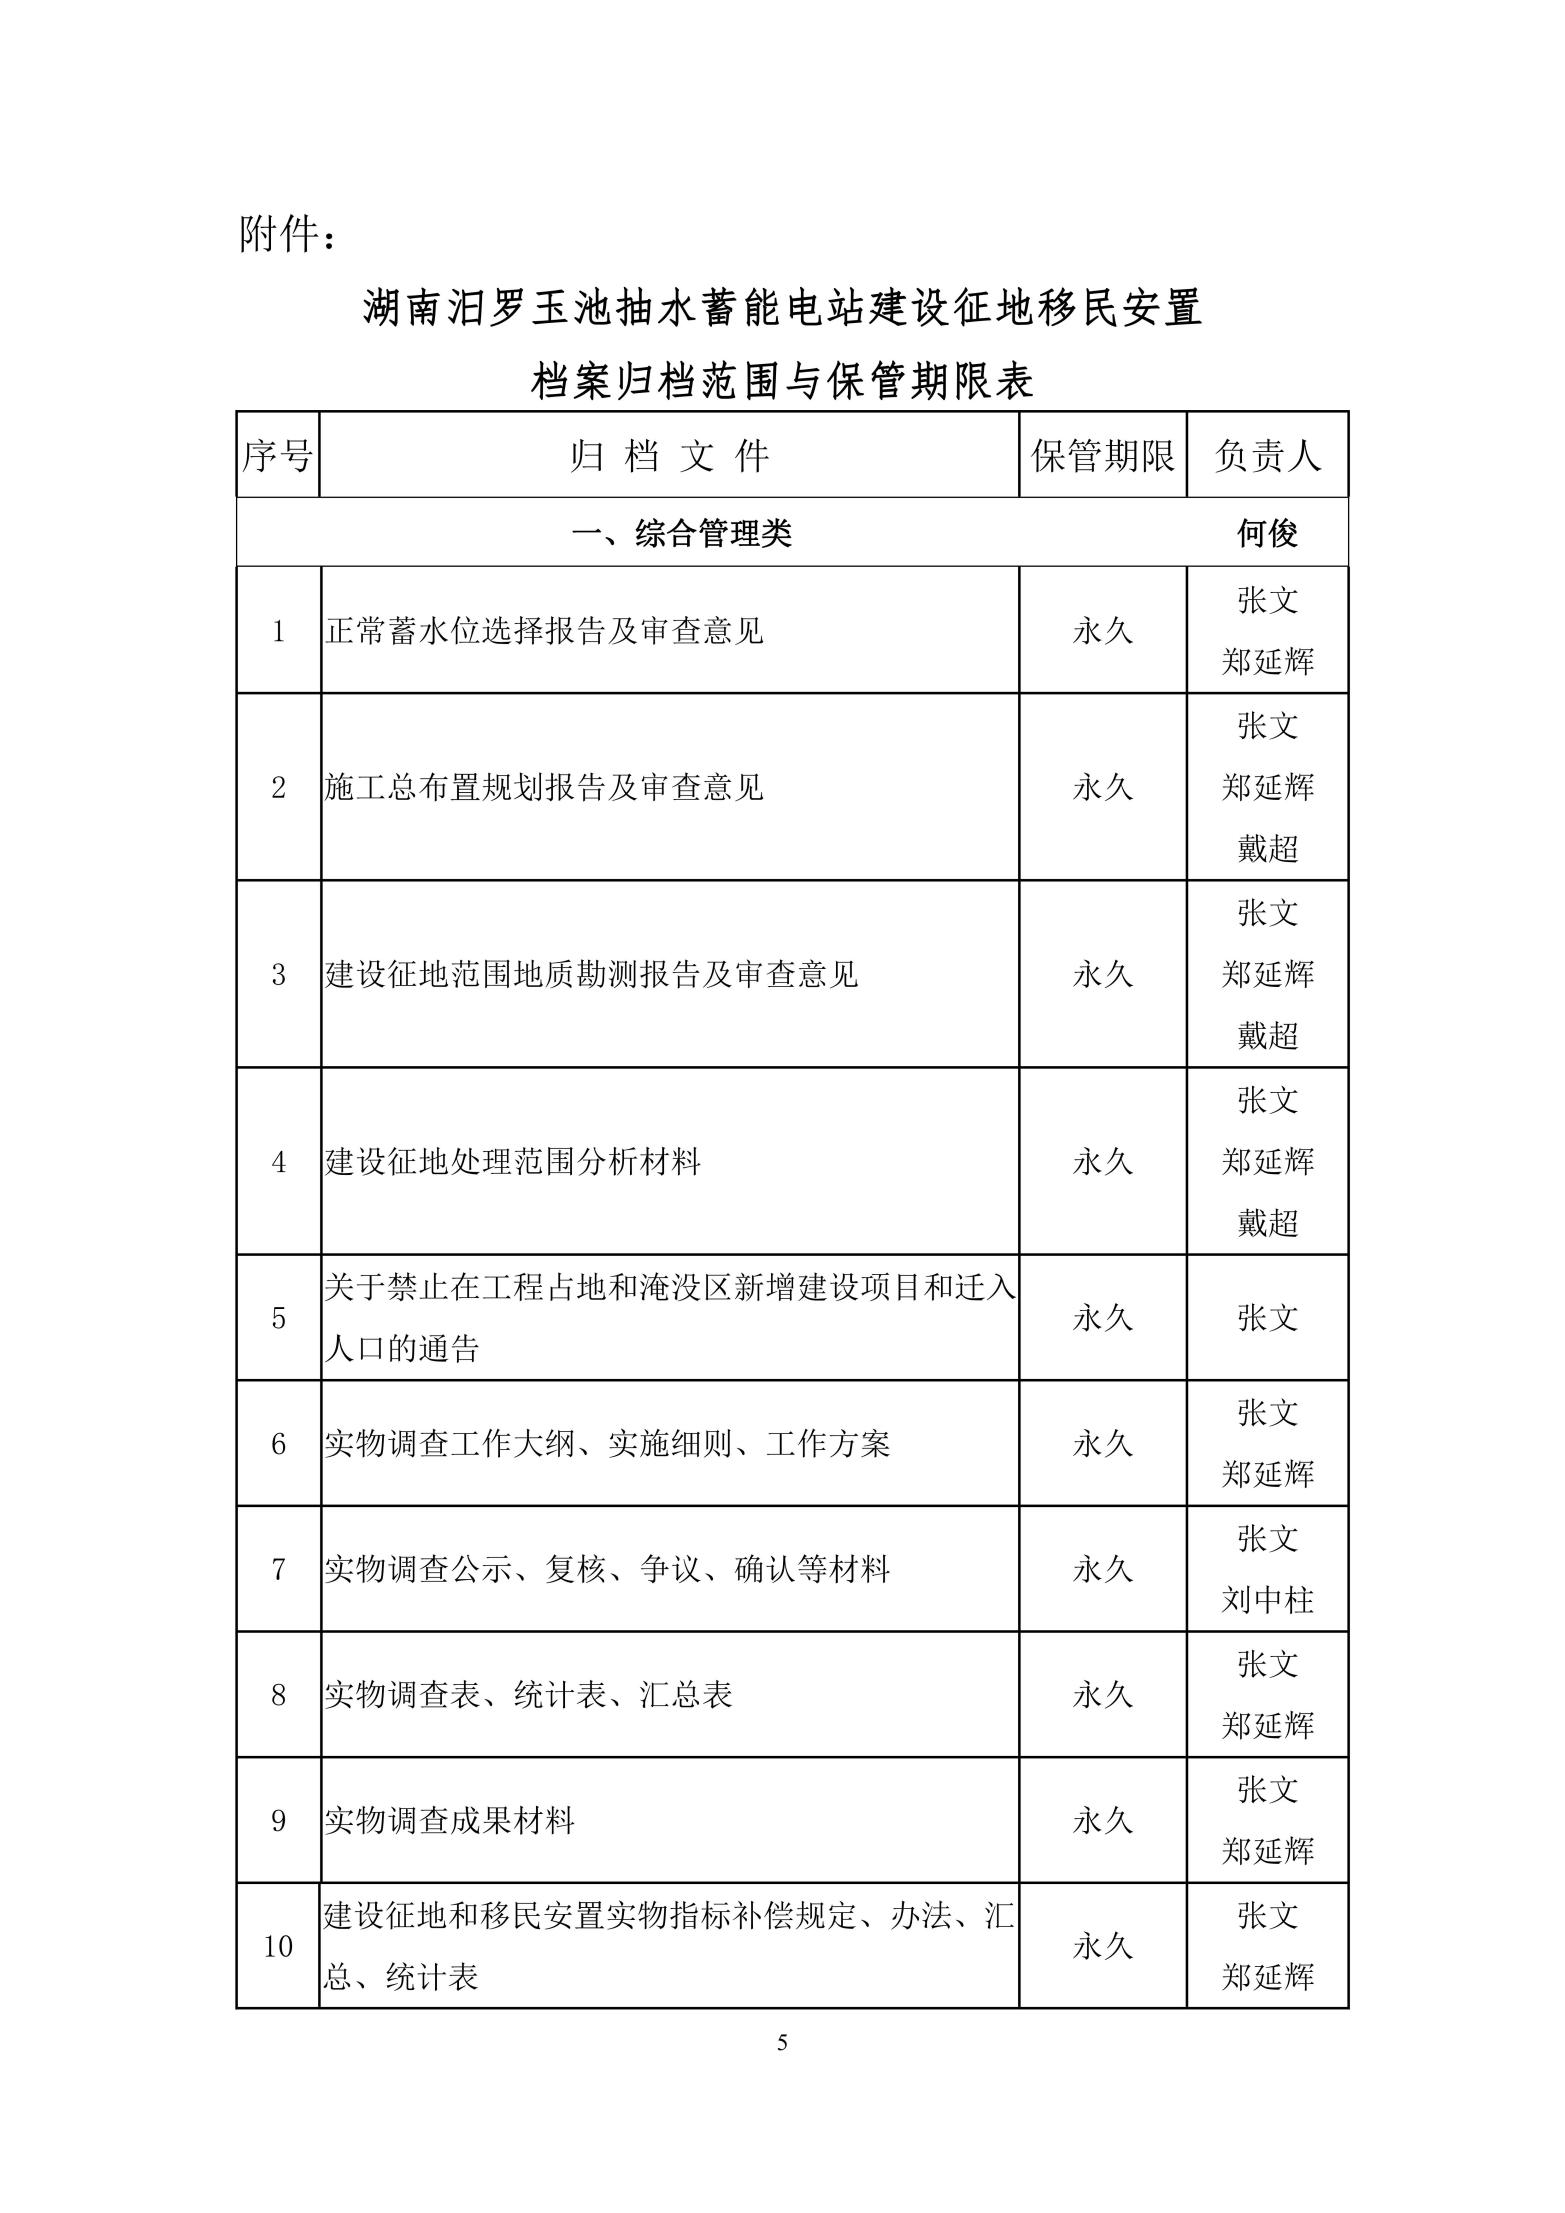 附件：
湖南汨罗玉池抽水蓄能电站建设征地移民安置
档案归档范围与保管期限表
序号 归 档 文 件 保管期限 负责人
一、综合管理类 何俊
1 正常蓄水位选择报告及审查意见 永久 张文
郑延辉
2 施工总布置规划报告及审查意见 永久 张文
郑延辉
戴超
3 建设征地范围地质勘测报告及审查意见 永久 张文
郑延辉
戴超
4 建设征地处理范围分析材料 永久 张文
郑延辉
戴超
5 关于禁止在工程占地和淹没区新增建设项目和迁入
人口的通告 永久 张文
6 实物调查工作大纲、实施细则、工作方案 永久 张文
郑延辉
7 实物调查公示、复核、争议、确认等材料 永久 张文
刘中柱
8 实物调查表、统计表、汇总表 永久 张文
郑延辉
9 实物调查成果材料 永久 张文
郑延辉
10 建设征地和移民安置实物指标补偿规定、办法、汇
总、统计表 永久 张文
郑延辉
5